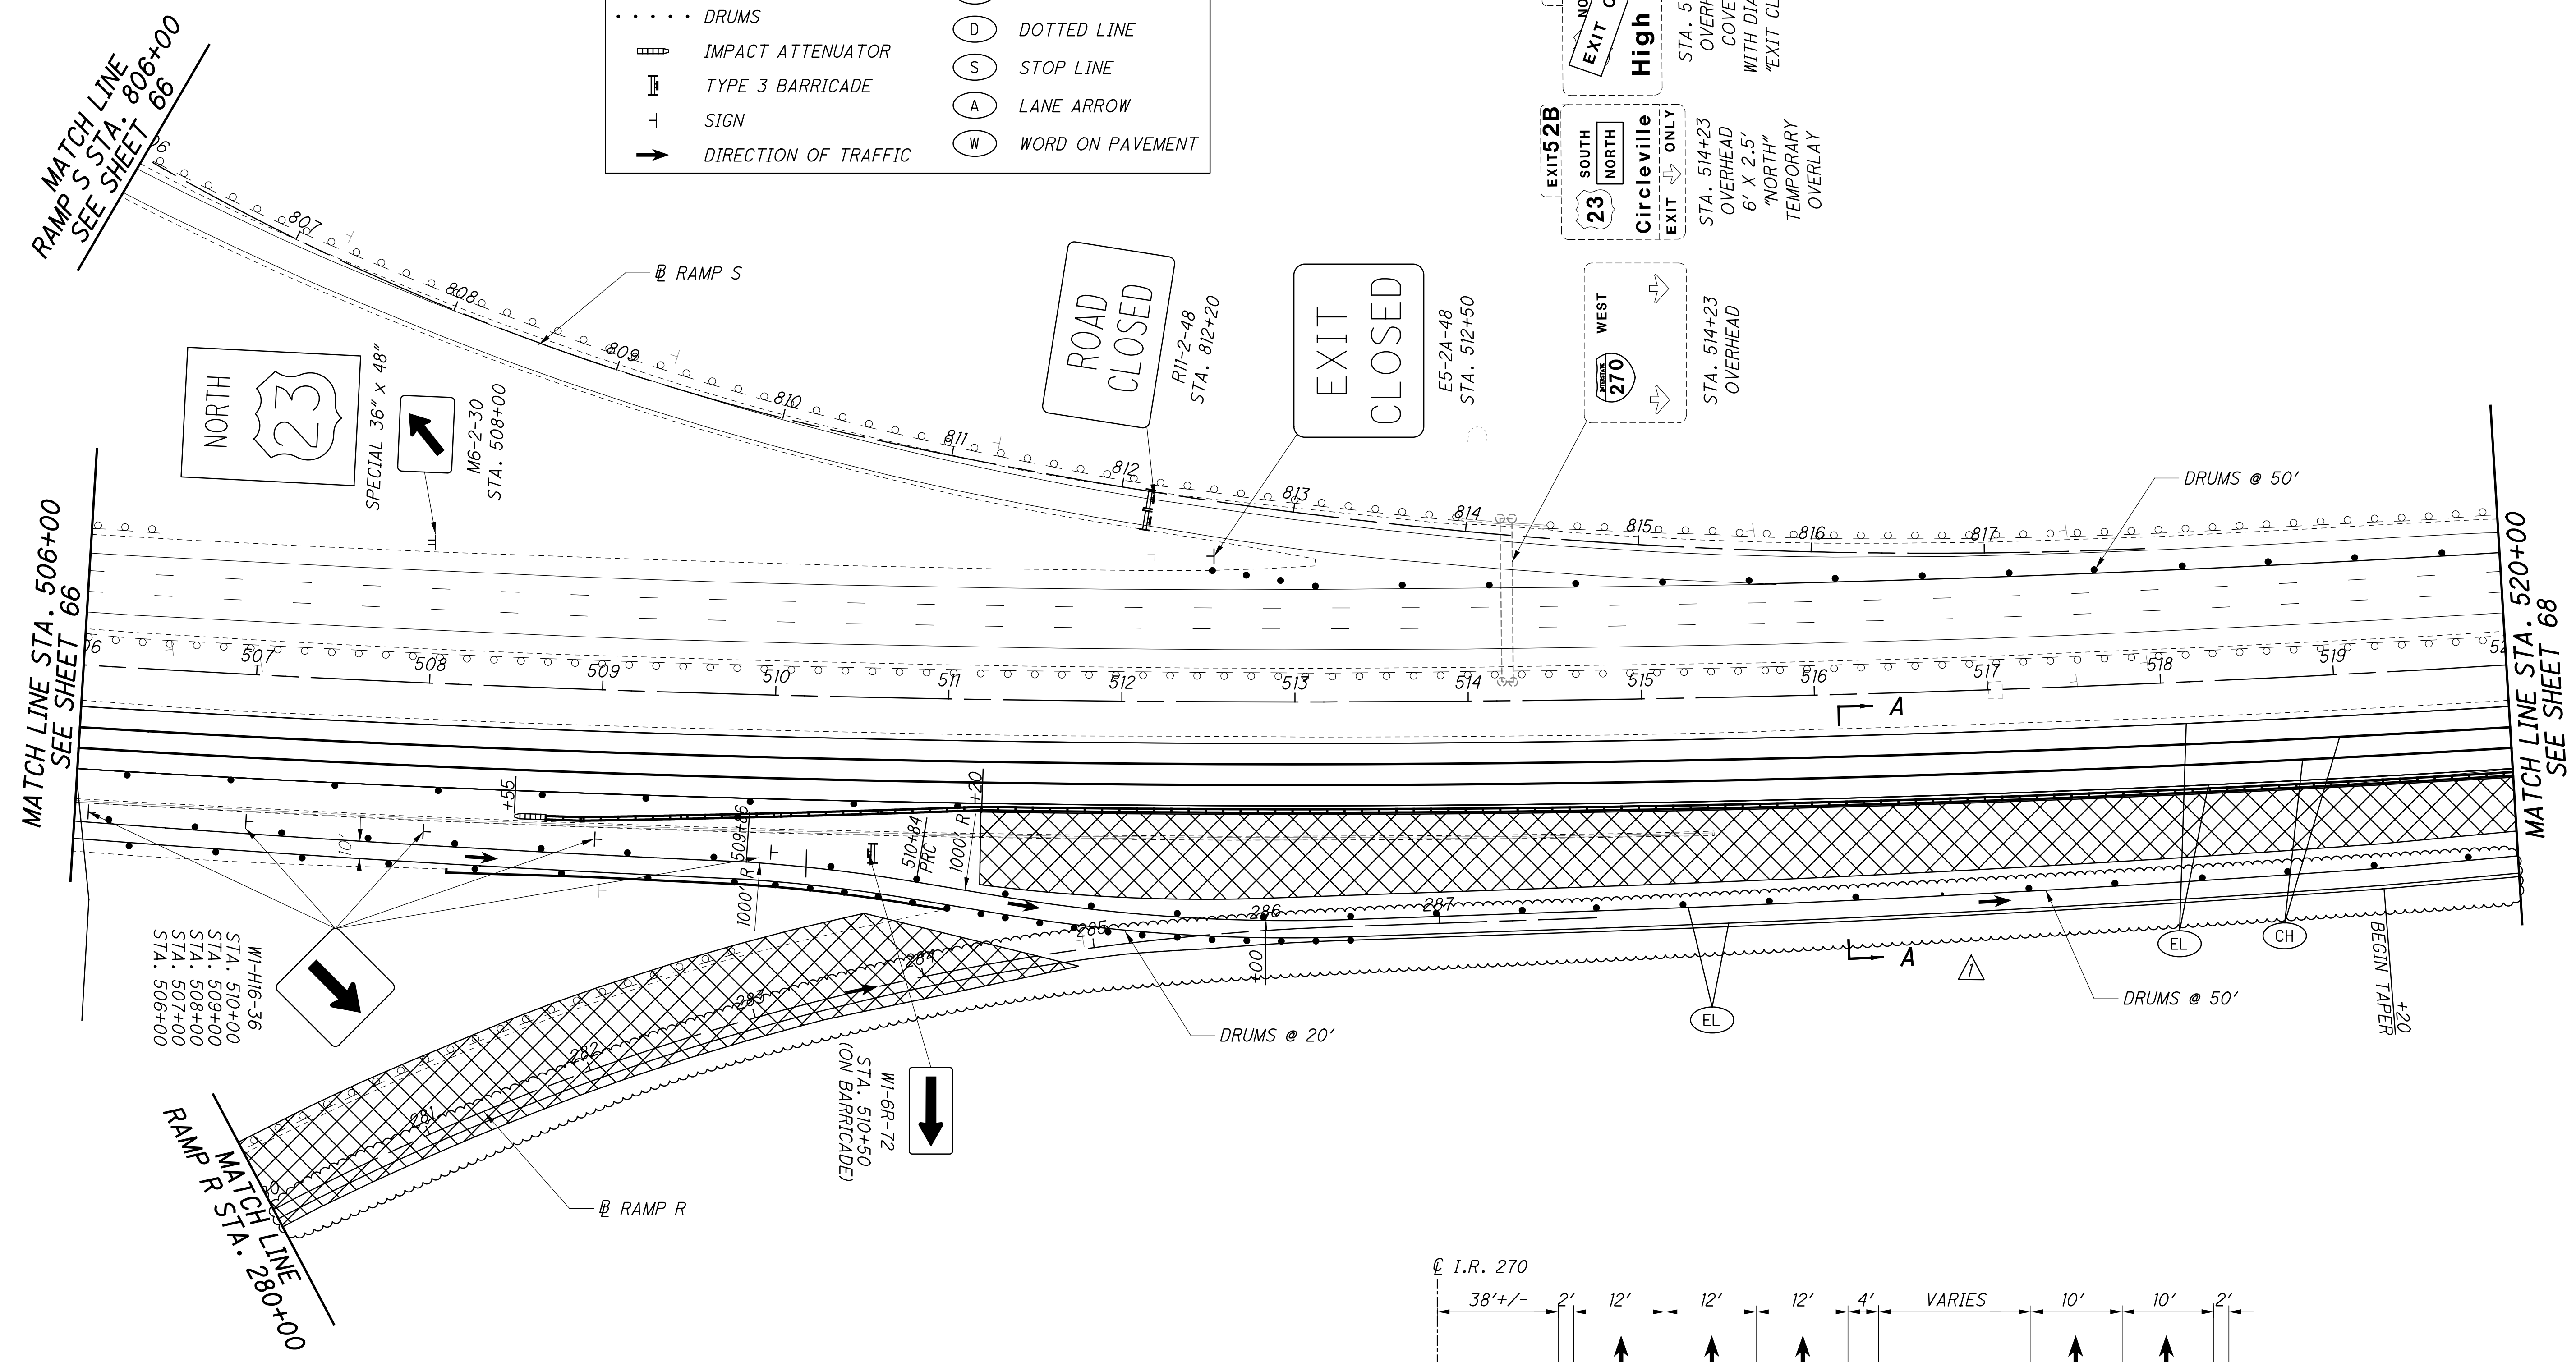 DRUMS
IMPACT ATTENUATOR
TYPE 3 BARRICADE
SIGN
DIRECTION OF TRAFFIC
D DOTTED LINE
S STOP LINE
A LANE ARROW
W WORD ON PAVEMENT
EXIT
High
STA. 5
WITH DIA
"EXIT CL
EXIT 52B
23
SOUTH
NORTH
Circleville
EXIT ONLY
STA. 514+23
OVERHEAD
6' X 2.5'
"NORTH"
TEMPORARY
OVERLAY
INTERSTATE
270
WEST
STA. 514+23
OVERHEAD
MATCH LINE
RAMP S STA. 806+00
SEE SHEET 66
807
808
809
810
811
812
813
814
815
816
817
℄ RAMP S
ROAD
CLOSED
R11-2-48
STA. 812+20
EXIT
CLOSED
E5-2A-48
STA. 512+50
NORTH
23
SPECIAL 36" x 48"
M6-2-30
STA. 508+00
DRUMS @ 50'
MATCH LINE STA. 506+00
SEE SHEET 66
MATCH LINE STA. 520+00
SEE SHEET 68
507
508
509
510
511
512
513
514
515
516
517
518
519
A
+55
509+86
1000' R
510+84
PRC
1000' R
+20
10'
W1-H16-36
STA. 510+00
STA. 509+00
STA. 508+00
STA. 507+00
STA. 506+00
281
282
283
284
285
286
287
+00
W1-6R-72
STA. 510+50
(ON BARRICADE)
DRUMS @ 20'
EL
EL
CH
A
1
DRUMS @ 50'
+20
BEGIN TAPER
MATCH LINE
RAMP R STA. 280+00
℄ RAMP R
℄ I.R. 270
38'+/- 2' 12' 12' 12' 4' VARIES 10' 10' 2'